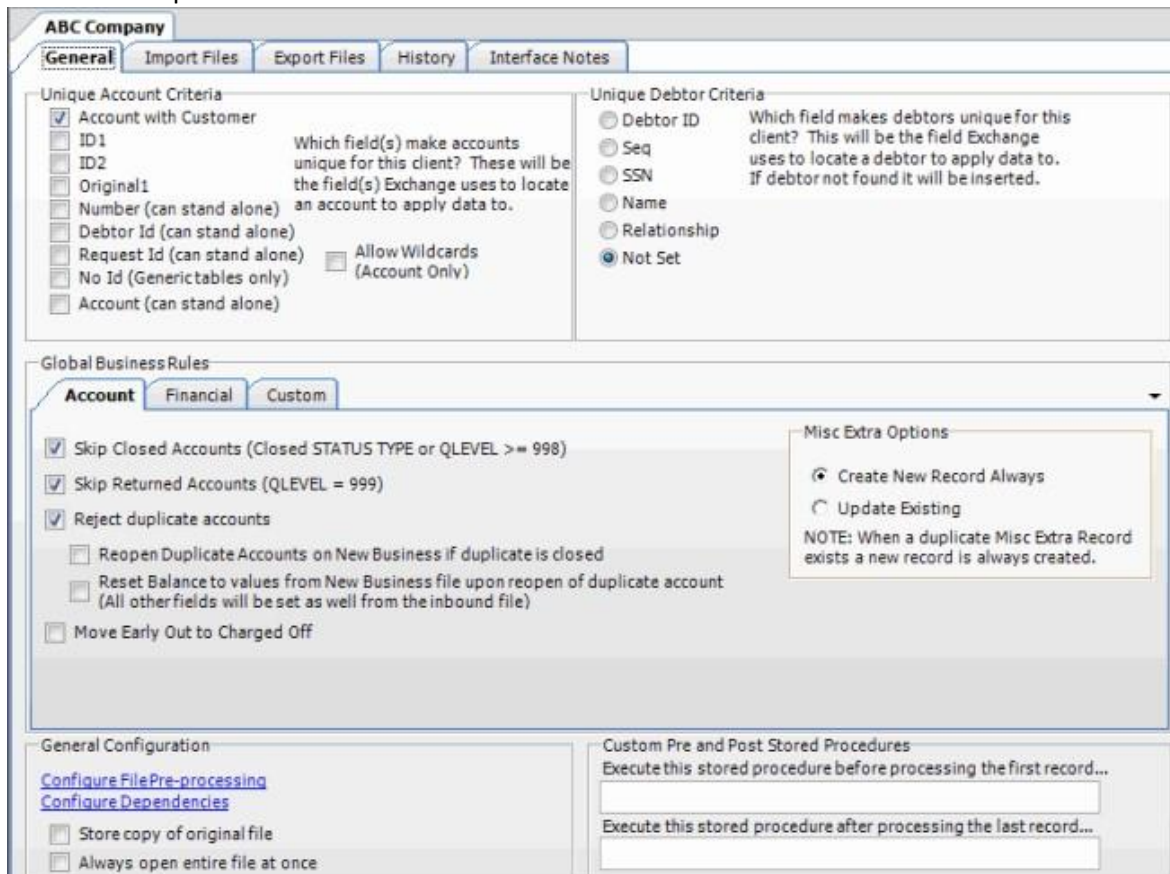 ABC Company
General Import Files Export Files History Interface Notes
Unique Account Criteria
Account with Customer
ID1
ID2
Original1
Number (can stand alone)
Debtor Id (can stand alone)
Request Id (can stand alone)
No Id (Generic tables only)
Account (can stand alone)
Which field(s) make accounts
unique for this client? These will be
the field(s) Exchange uses to locate
an account to apply data to.
Allow Wildcards
(Account Only)
Unique Debtor Criteria
Debtor ID
Seq
SSN
Name
Relationship
Not Set
Which field makes debtors unique for this
client? This will be the field Exchange
uses to locate a debtor to apply data to.
If debtor not found it will be inserted.
Global Business Rules
Account Financial Custom
Skip Closed Accounts (Closed STATUS TYPE or QLEVEL >= 998)
Skip Returned Accounts (QLEVEL = 999)
Reject duplicate accounts
Reopen Duplicate Accounts on New Business if duplicate is closed
Reset Balance to values from New Business file upon reopen of duplicate account
(All other fields will be set as well from the inbound file)
Move Early Out to Charged Off
Misc Extra Options
Create New Record Always
Update Existing
NOTE: When a duplicate Misc Extra Record
exists a new record is always created.
General Configuration
Configure File Pre-processing
Configure Dependencies
Store copy of original file
Always open entire file at once
Custom Pre and Post Stored Procedures
Execute this stored procedure before processing the first record...
Execute this stored procedure after processing the last record...